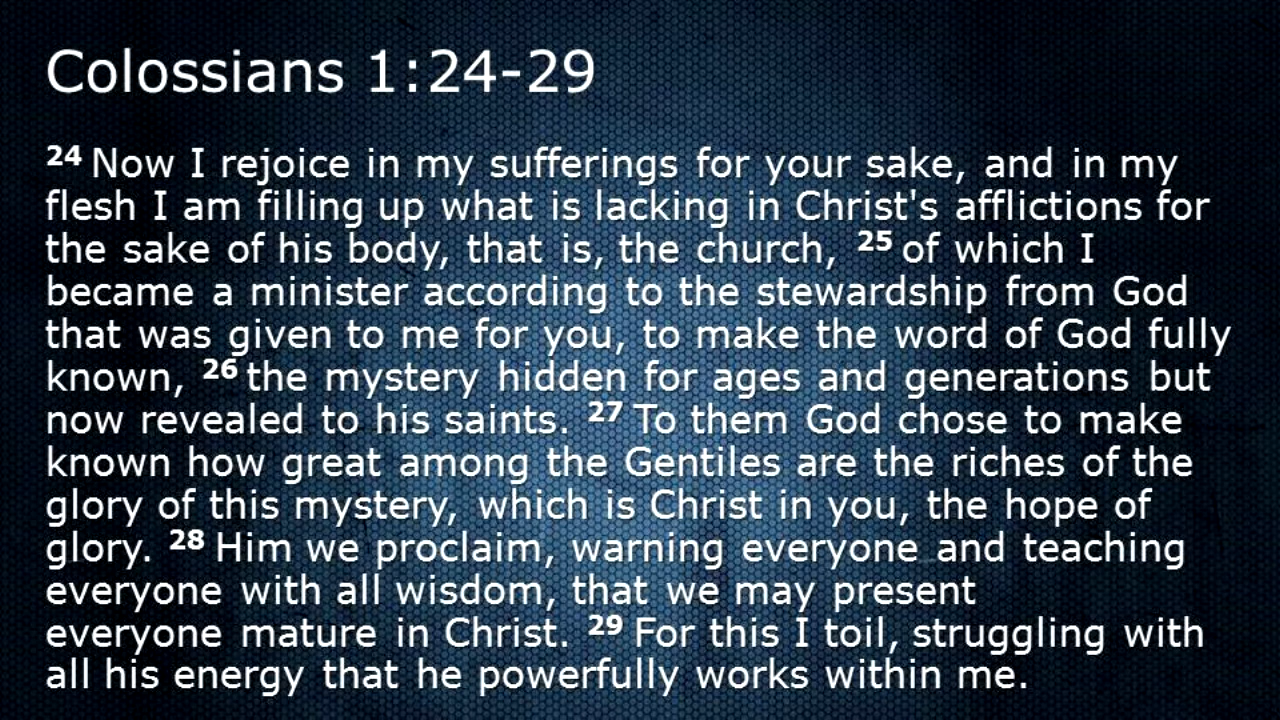 Colossians 1:24-29
24 Now I rejoice in my sufferings for your sake, and in my
flesh I am filling up what is lacking in Christ's afflictions for
the sake of his body, that is, the church, 25 of which I
became a minister according to the stewardship from God
that was given to me for you, to make the word of God fully
known, 26 the mystery hidden for ages and generations but
now revealed to his saints. 27 To them God chose to make
known how great among the Gentiles are the riches of the
glory of this mystery, which is Christ in you, the hope of
glory. 28 Him we proclaim, warning everyone and teaching
everyone with all wisdom, that we may present
everyone mature in Christ. 29 For this I toil, struggling with
all his energy that he powerfully works within me.